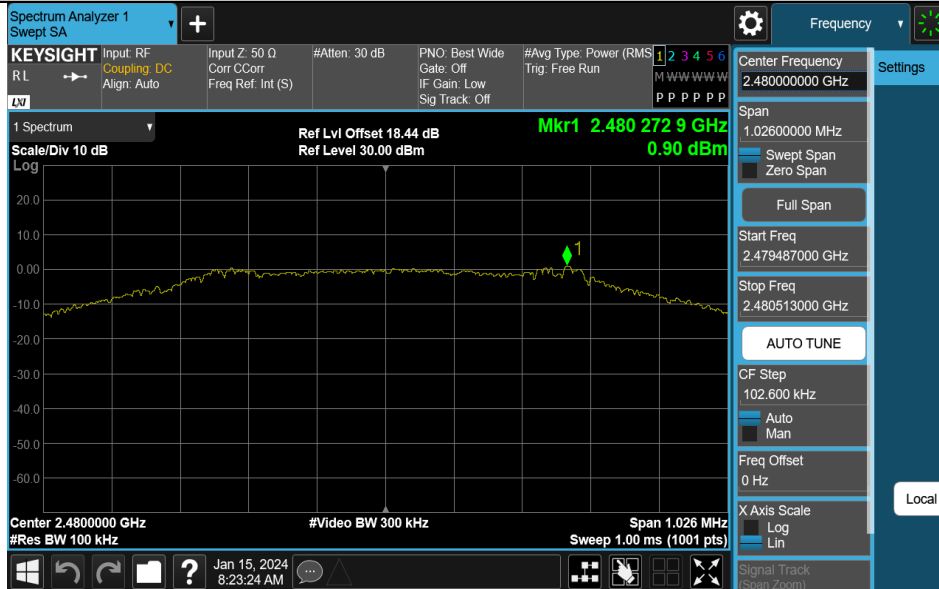 Spectrum Analyzer 1
Swept SA
+
Frequency
KEYSIGHT
R L
LXI
Input: RF
Coupling: DC
Align: Auto
Input Z: 50 Ω
Corr CCorr
Freq Ref: Int (S)
#Atten: 30 dB
PNO: Best Wide
Gate: Off
IF Gain: Low
Sig Track: Off
#Avg Type: Power (RMS
Trig: Free Run
1 2 3 4 5 6
M W W W W W
P P P P P P
1 Spectrum
Scale/Div 10 dB
Log
Ref Lvl Offset 18.44 dB
Ref Level 30.00 dBm
Mkr1 2.480 272 9 GHz
0.90 dBm
1
20.0
10.0
0.00
-10.0
-20.0
-30.0
-40.0
-50.0
-60.0
Center 2.4800000 GHz
#Res BW 100 kHz
#Video BW 300 kHz
Span 1.026 MHz
Sweep 1.00 ms (1001 pts)
?
Jan 15, 2024
8:23:24 AM
Center Frequency
2.480000000 GHz
Span
1.02600000 MHz
Swept Span
Zero Span
Full Span
Start Freq
2.479487000 GHz
Stop Freq
2.480513000 GHz
AUTO TUNE
CF Step
102.600 kHz
Auto
Man
Freq Offset
0 Hz
X Axis Scale
Log
Lin
Signal Track
(Span Zoom)
Settings
Local